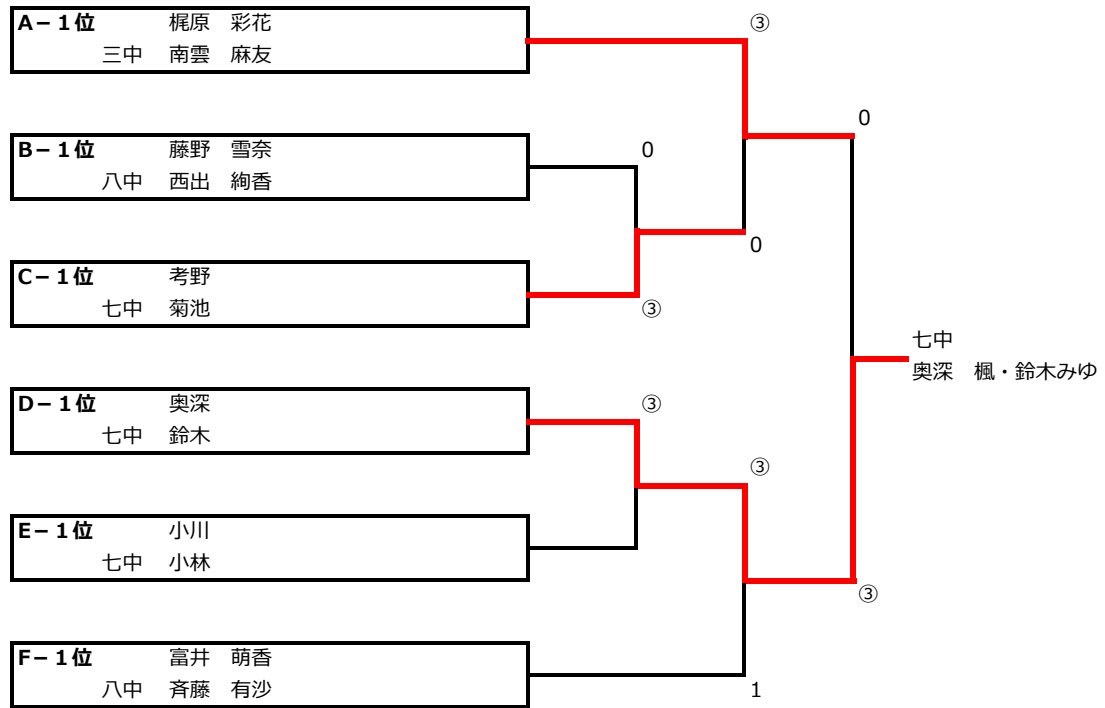 A－１位 梶原 彩花
三中 南雲 麻友
③
0
B－１位 藤野 雪奈
八中 西出 絢香
0
0
C－１位 考野
七中 菊池
③
七中
奥深 楓・鈴木みゆ
D－１位 奥深
七中 鈴木
③
③
E－１位 小川
七中 小林
③
F－１位 富井 萌香
八中 斉藤 有沙
1